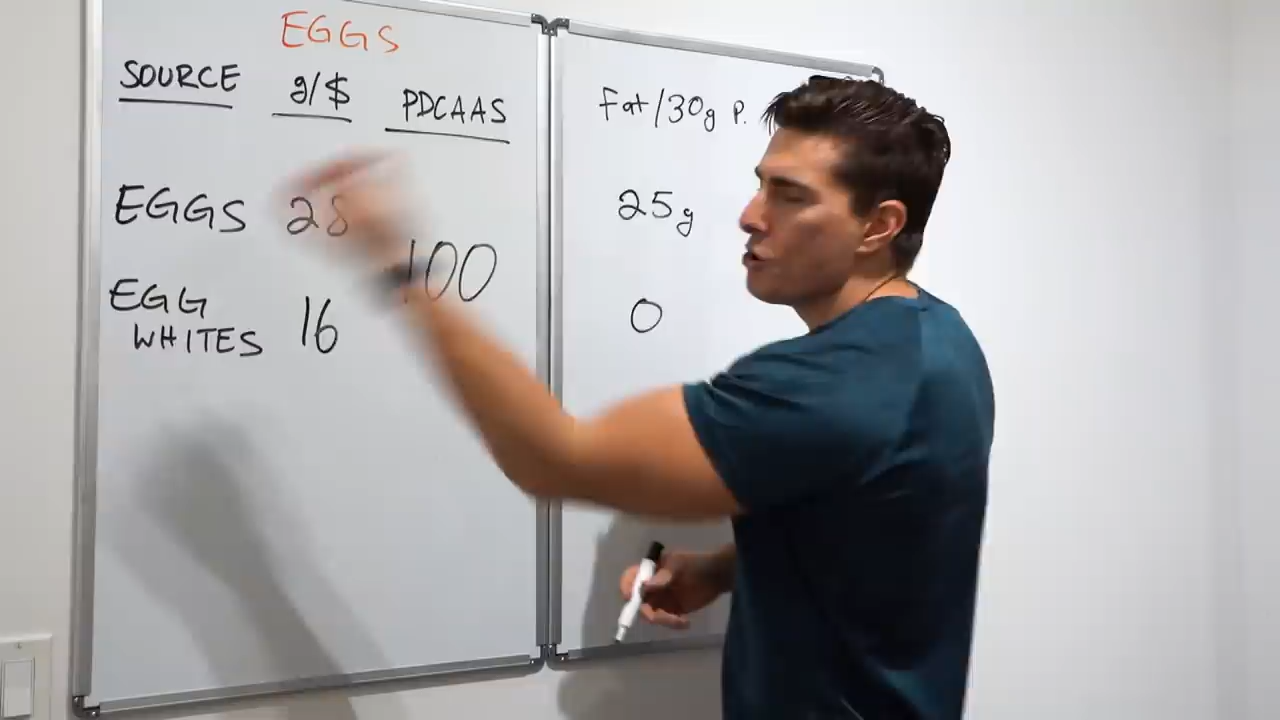 EGGS
SOURCE g/$ PDCAAS Fat/30g P.
EGGS 28 25g
100
EGG
WHITES 16 0